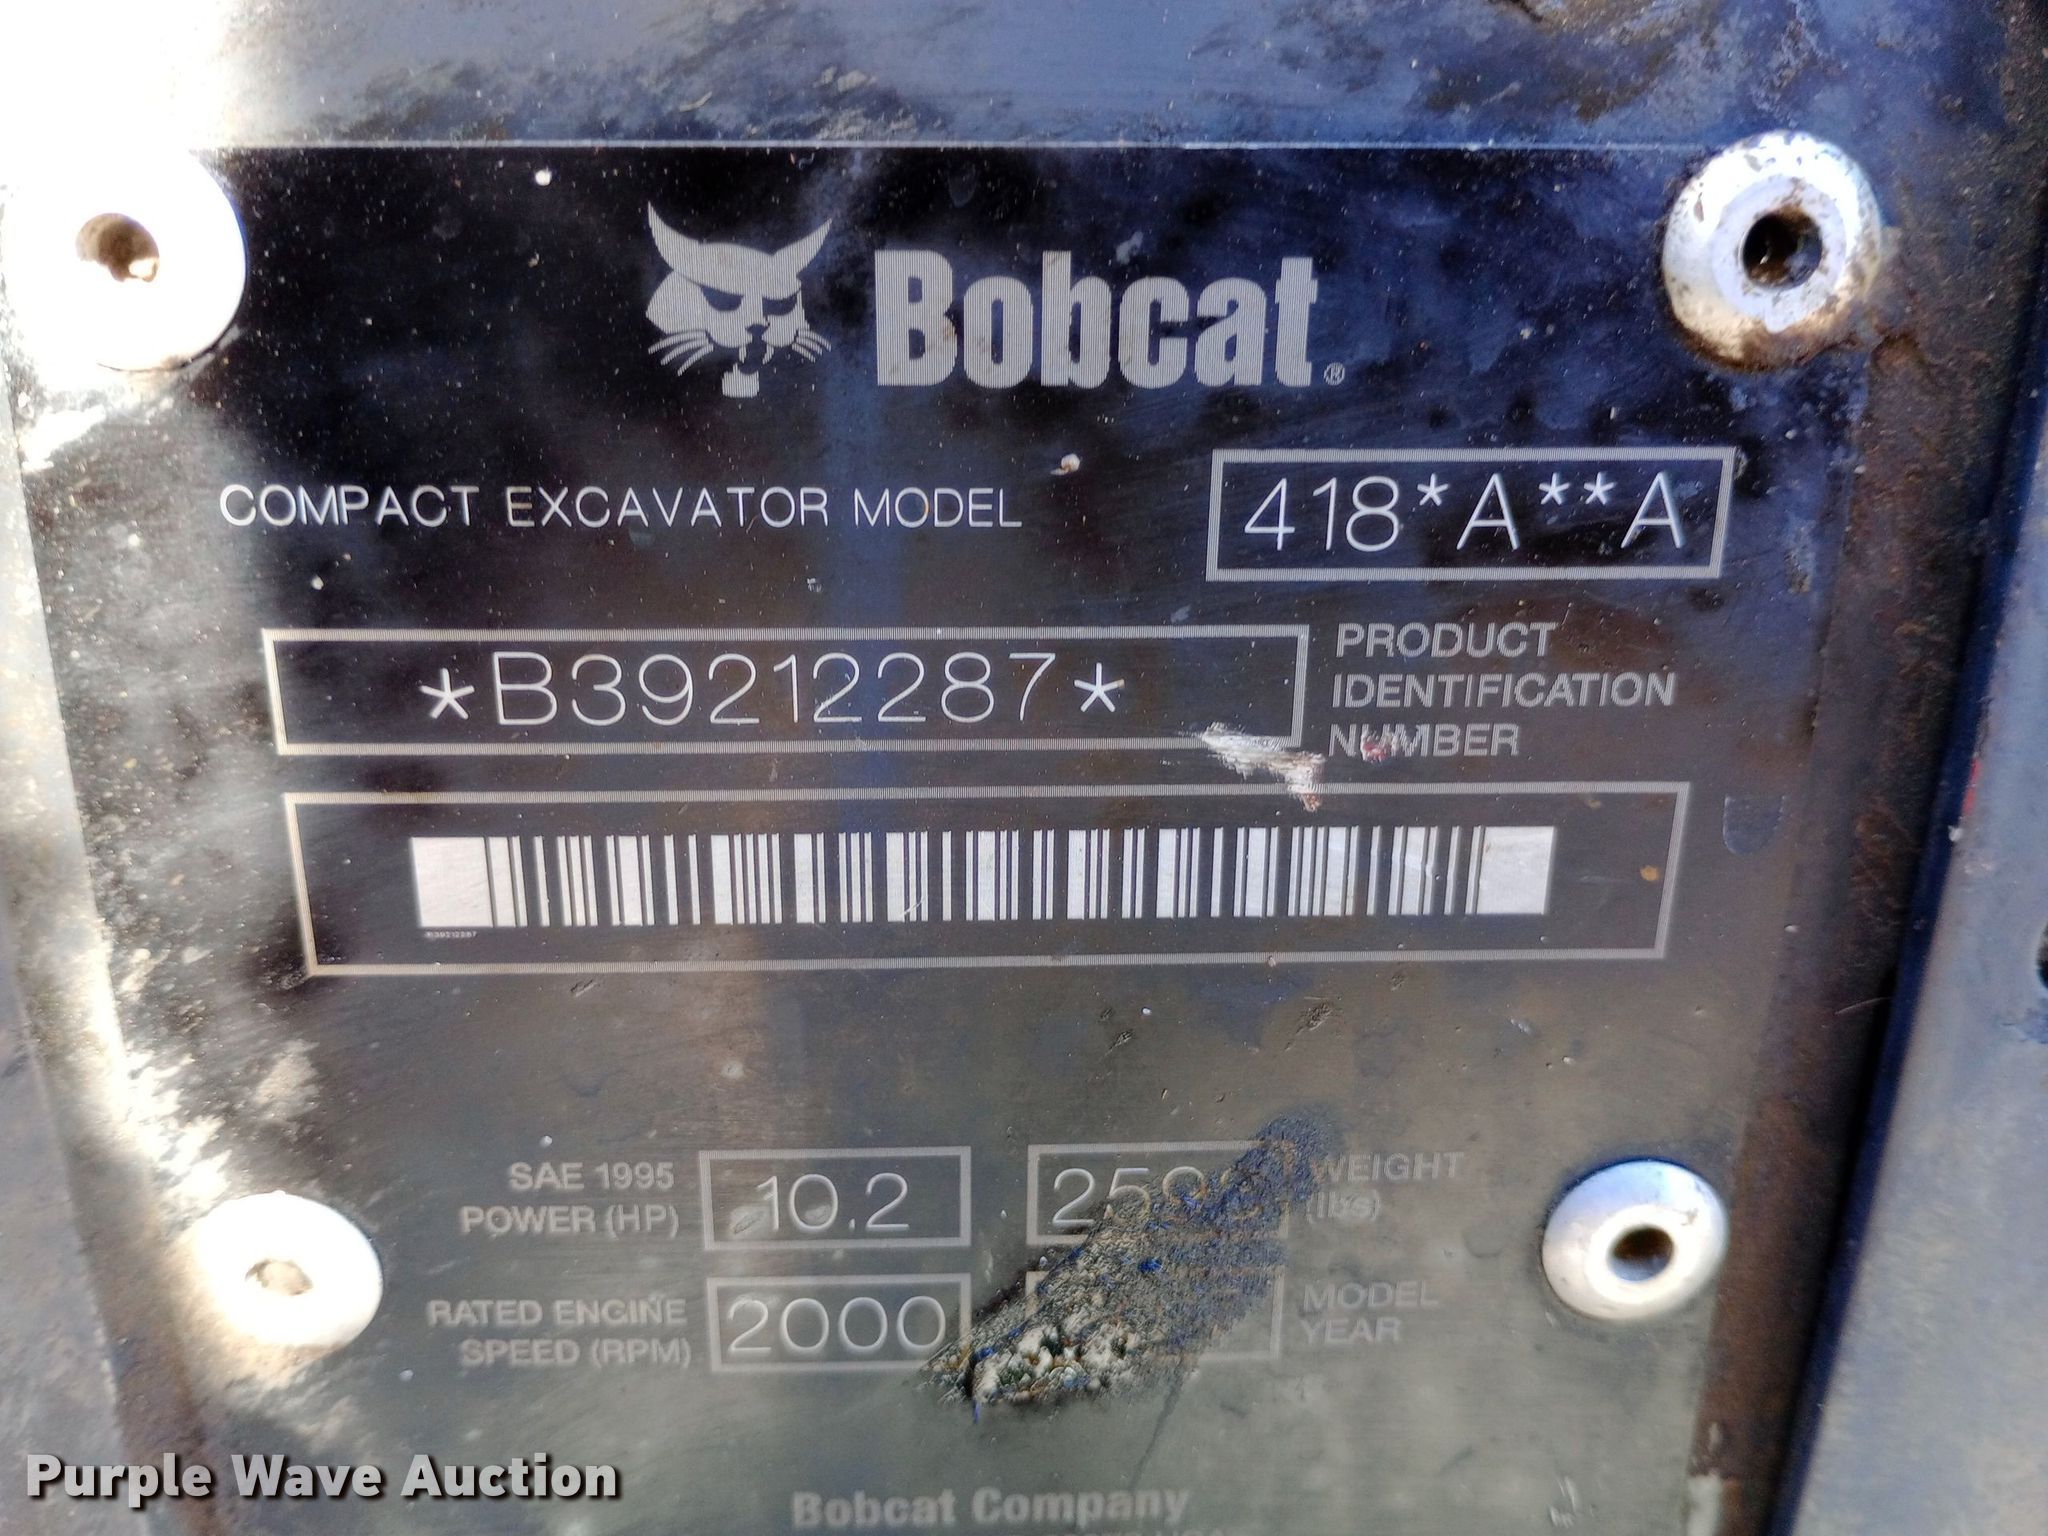 Bobcat®
COMPACT EXCAVATOR MODEL 418*A**A
*B39212287* PRODUCT
IDENTIFICATION
NUMBER
B39212287
SAE 1995
POWER (HP) 10.2
WEIGHT
(lbs)
RATED ENGINE
SPEED (RPM) 2000
MODEL
YEAR
Purple Wave Auction
Bobcat Company